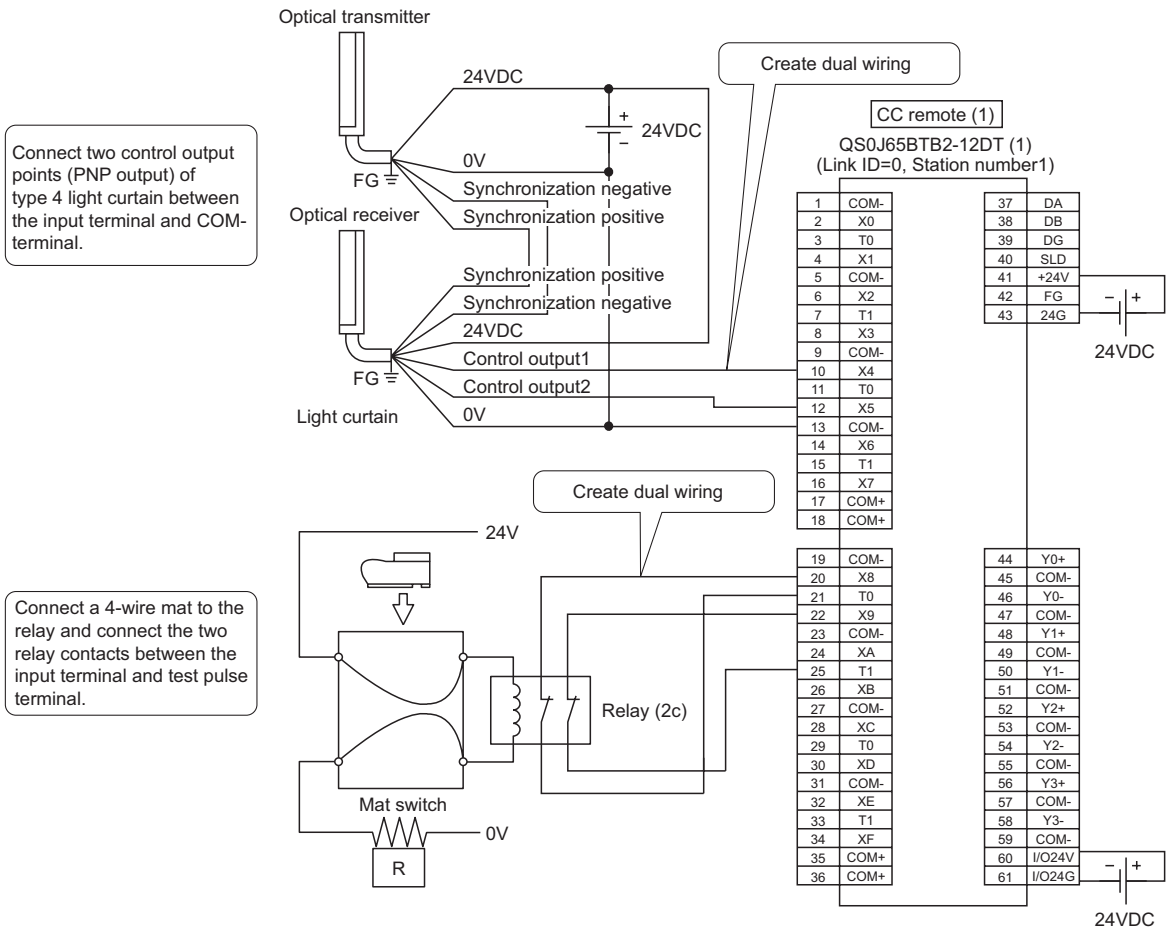 Optical transmitter
24VDC
Create dual wiring
+
24VDC
−
CC remote (1)
QS0J65BTB2-12DT (1)
(Link ID=0, Station number1)
Connect two control output
points (PNP output) of
type 4 light curtain between
the input terminal and COM-
terminal.
0V
FG
Synchronization negative
Synchronization positive
Optical receiver
Synchronization positive
Synchronization negative
24VDC
Control output1
FG
Control output2
Light curtain
0V
1 COM-
2 X0
3 T0
4 X1
5 COM-
6 X2
7 T1
8 X3
9 COM-
10 X4
11 T0
12 X5
13 COM-
14 X6
15 T1
16 X7
17 COM+
18 COM+
37 DA
38 DB
39 DG
40 SLD
41 +24V
42 FG
43 24G
− +
24VDC
Create dual wiring
24V
Connect a 4-wire mat to the
relay and connect the two
relay contacts between the
input terminal and test pulse
terminal.
Relay (2c)
Mat switch
0V
R
19 COM-
20 X8
21 T0
22 X9
23 COM-
24 XA
25 T1
26 XB
27 COM-
28 XC
29 T0
30 XD
31 COM-
32 XE
33 T1
34 XF
35 COM+
36 COM+
44 Y0+
45 COM-
46 Y0-
47 COM-
48 Y1+
49 COM-
50 Y1-
51 COM-
52 Y2+
53 COM-
54 Y2-
55 COM-
56 Y3+
57 COM-
58 Y3-
59 COM-
60 I/O24V
61 I/O24G
− +
24VDC